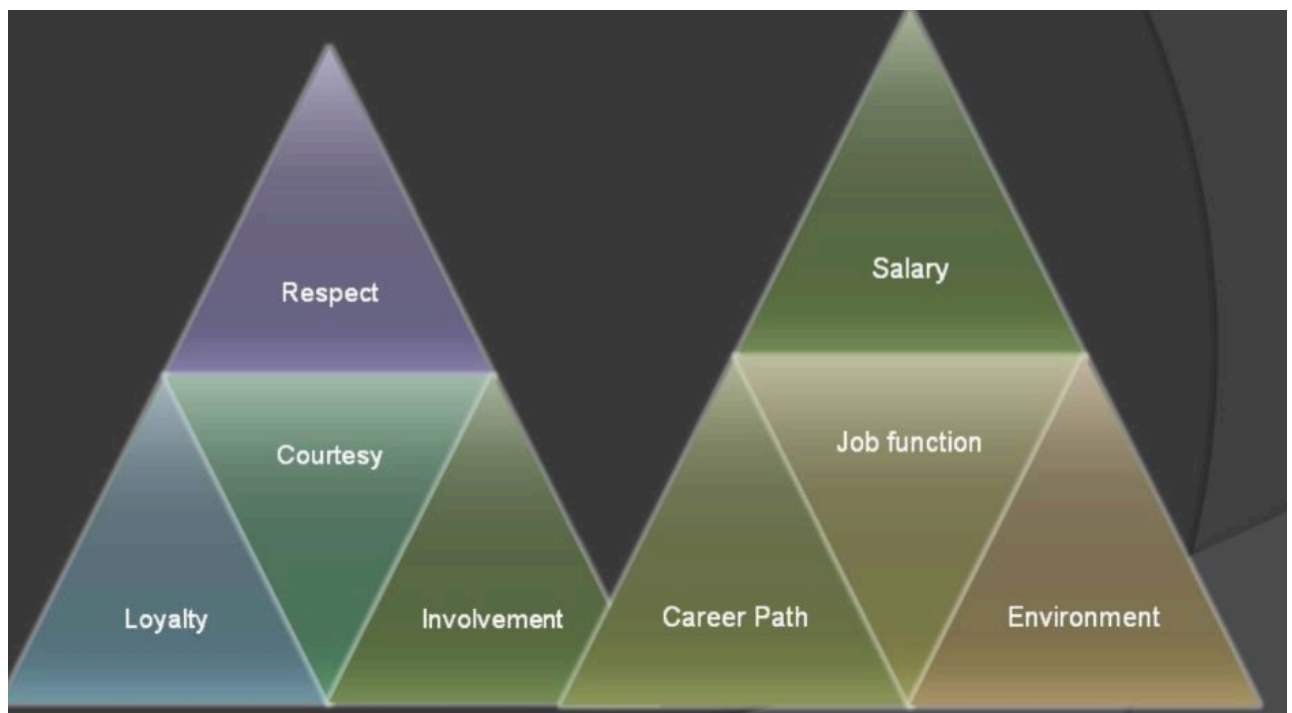 Respect
Courtesy
Loyalty
Involvement
Salary
Job function
Career Path
Environment